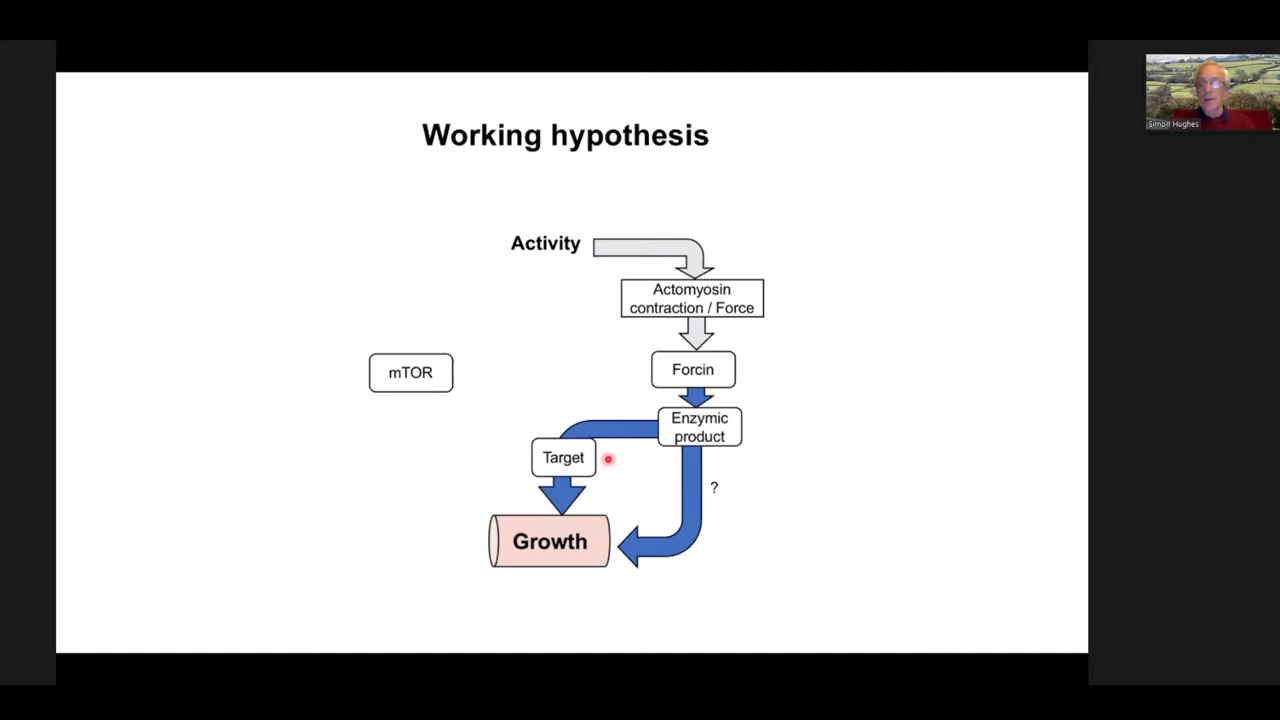 Simon Hughes
Working hypothesis
Activity
Actomyosin
contraction / Force
Forcin
mTOR
Enzymic
product
Target
?
Growth